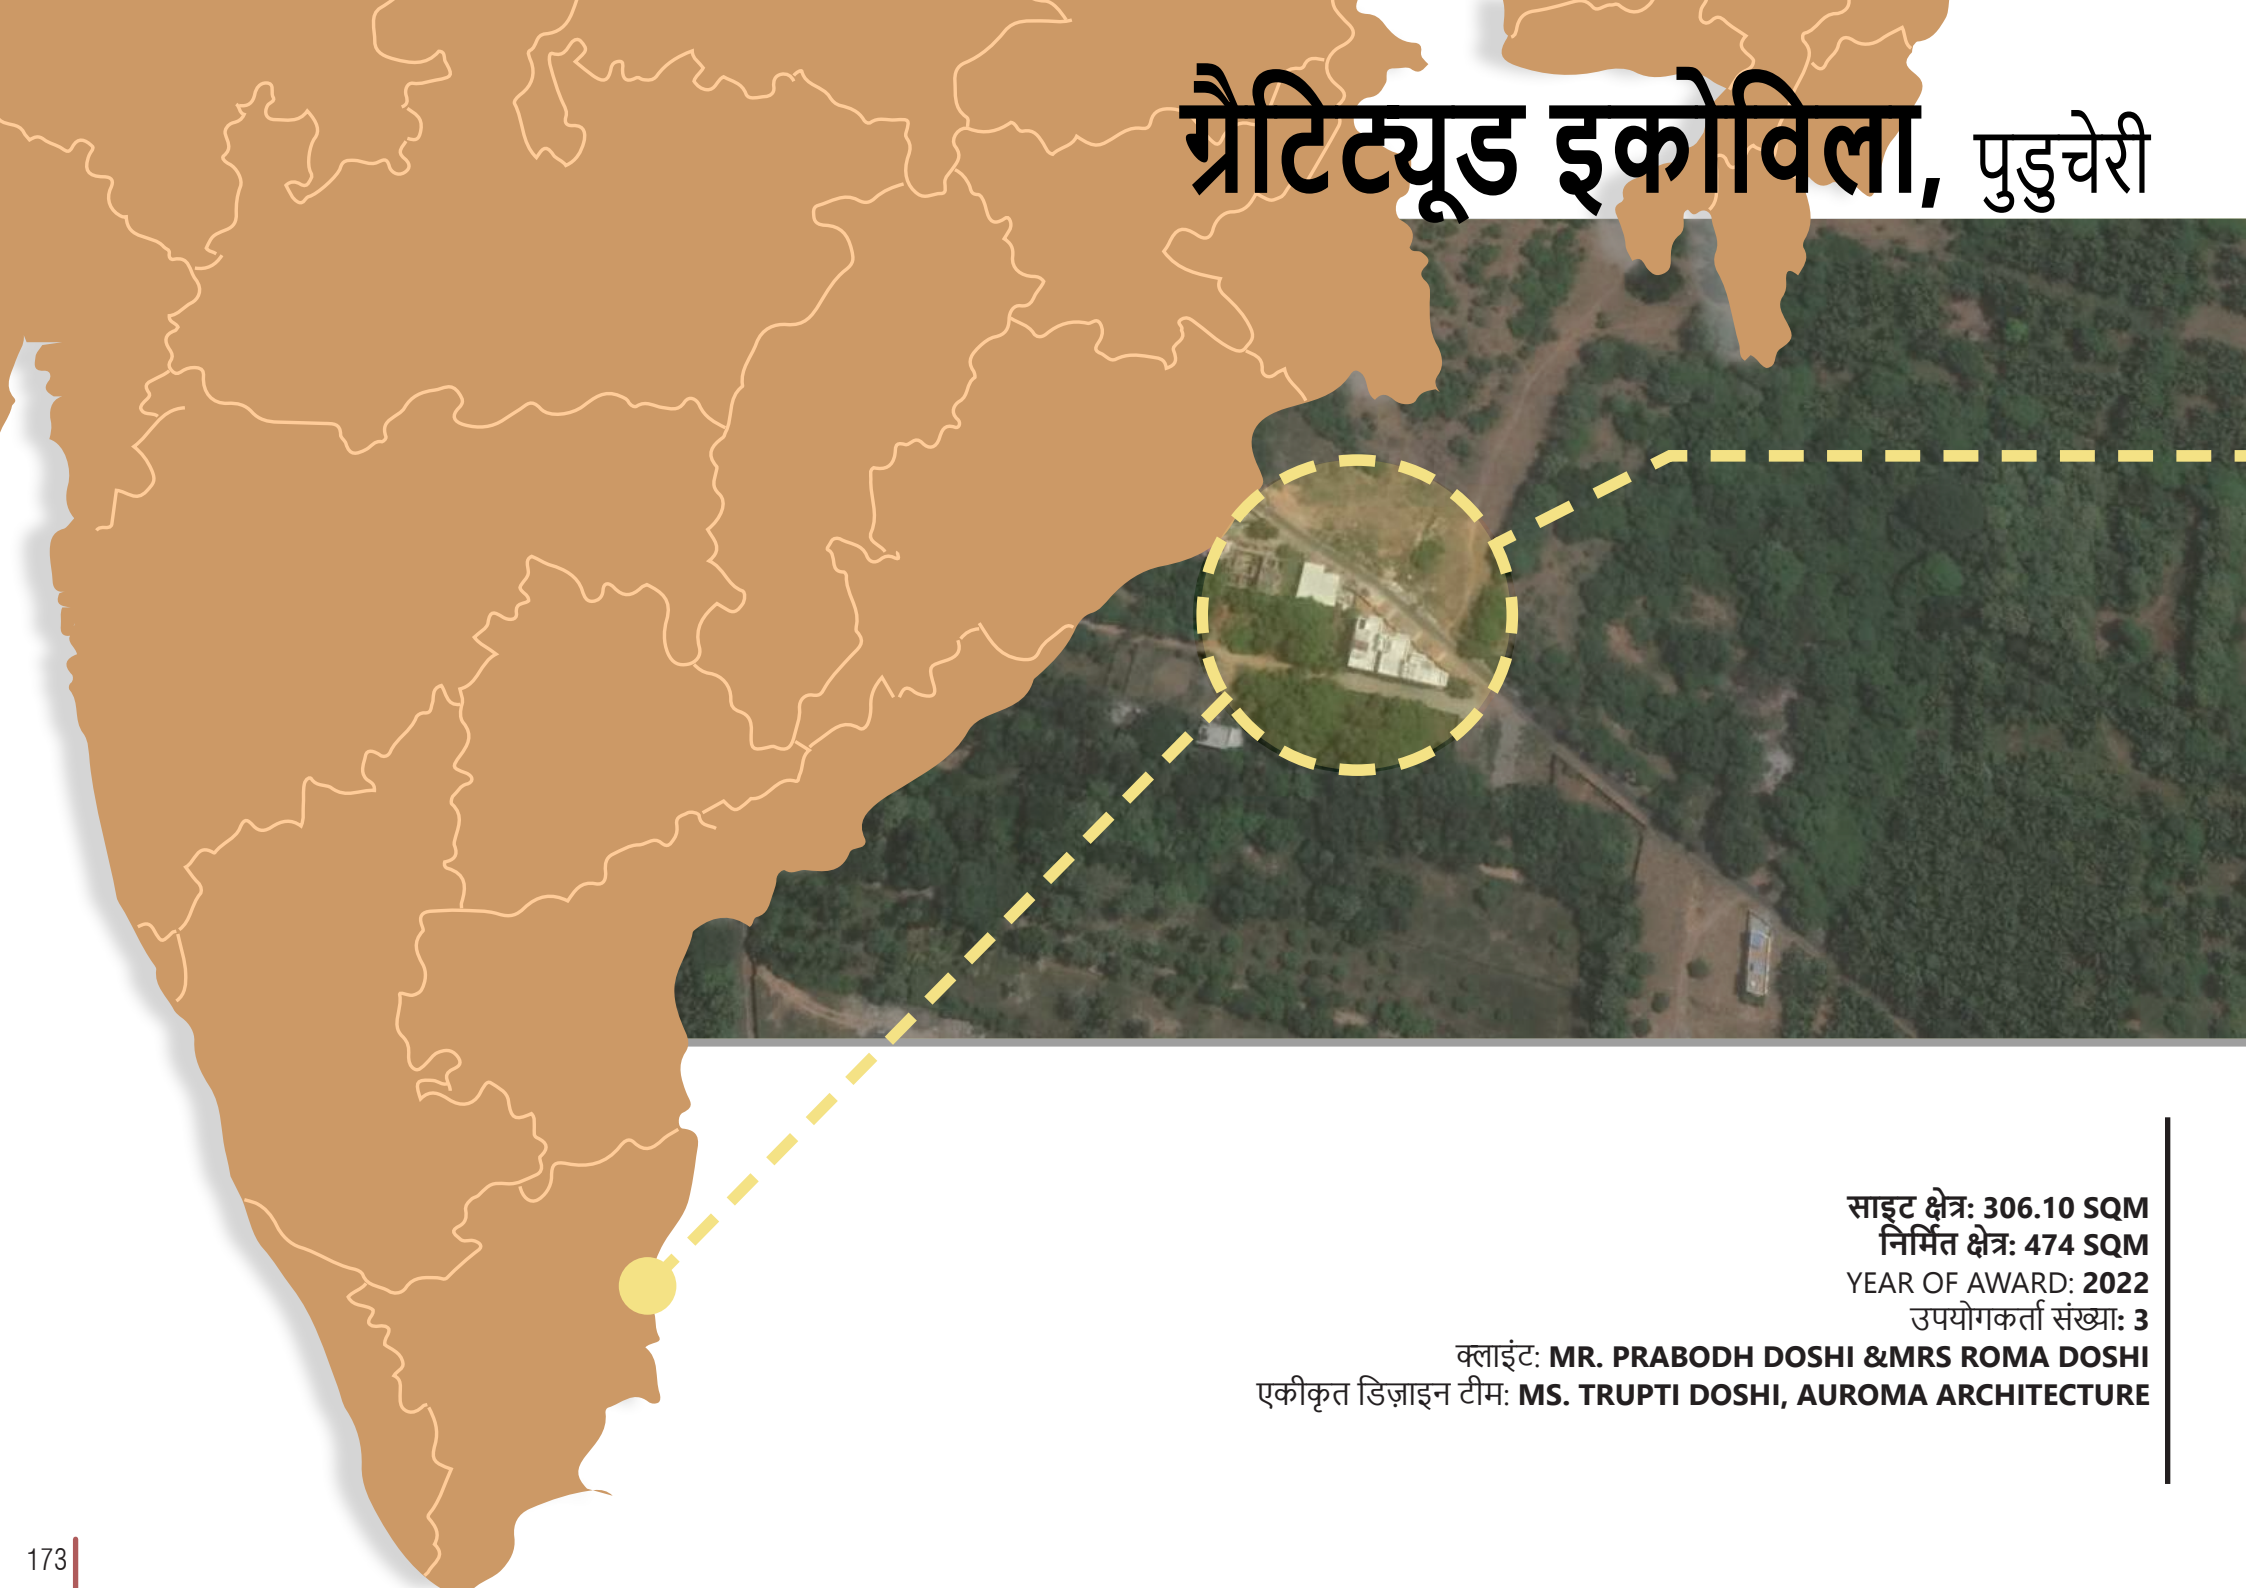 ग्रैटिट्यूड इकोविला, पुडुचेरी
साइट क्षेत्र: 306.10 SQM
निर्मित क्षेत्र: 474 SQM
YEAR OF AWARD: 2022
उपयोगकर्ता संख्या: 3
क्लाइंट: MR. PRABODH DOSHI &MRS ROMA DOSHI
एकीकृत डिज़ाइन टीम: MS. TRUPTI DOSHI, AUROMA ARCHITECTURE
173